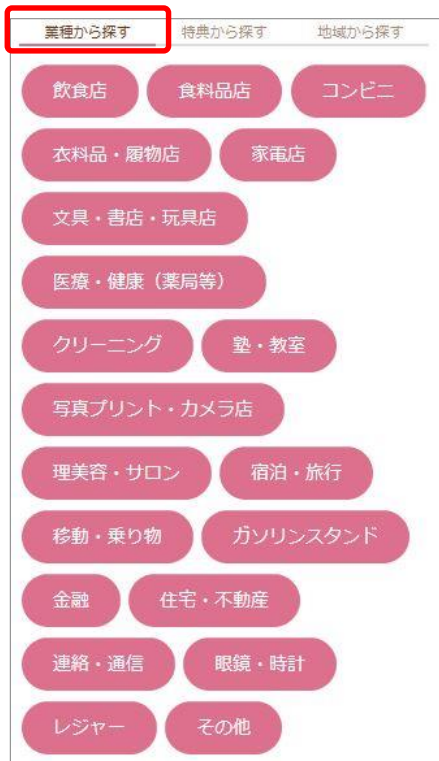 業種から探す 特典から探す 地域から探す
飲食店 食料品店 コンビニ
衣料品・履物店 家電店
文具・書店・玩具店
医療・健康（薬局等）
クリーニング 塾・教室
写真プリント・カメラ店
理美容・サロン 宿泊・旅行
移動・乗り物 ガソリンスタンド
金融 住宅・不動産
連絡・通信 眼鏡・時計
レジャー その他